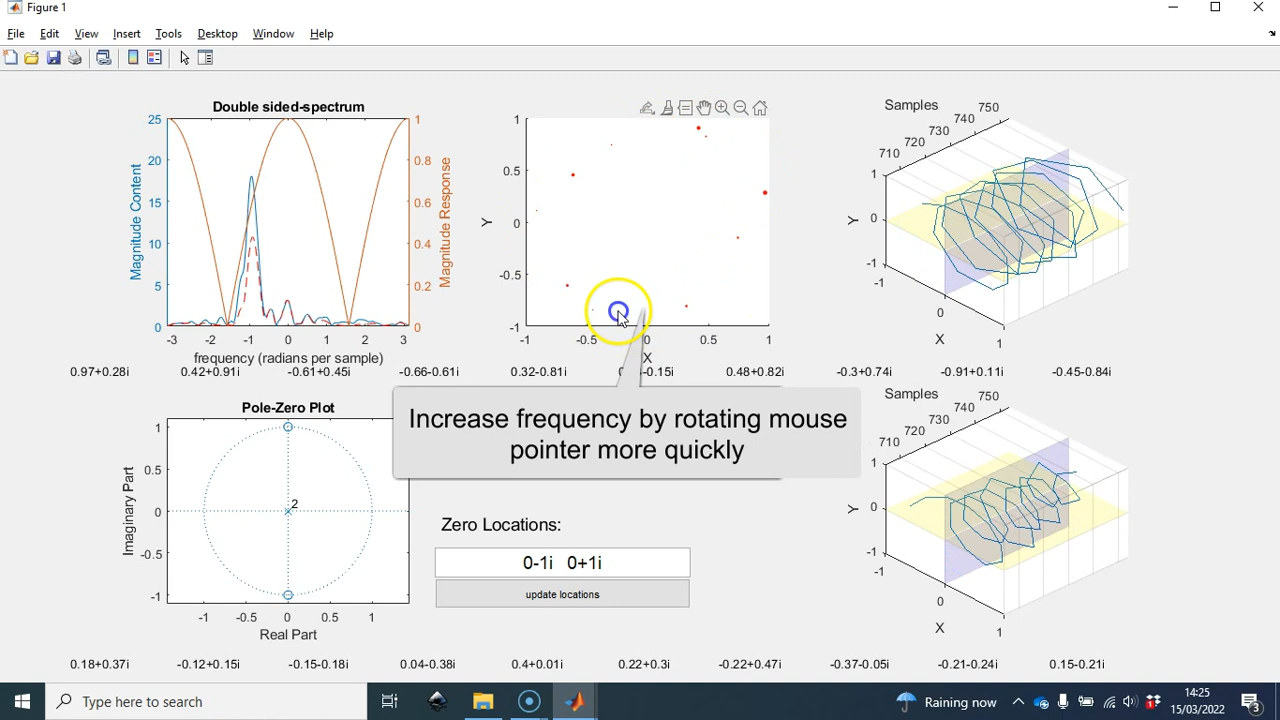 Figure 1
File Edit View Insert Tools Desktop Window Help
Double sided-spectrum
25
20
15
10
5
0
Magnitude Content
1
0.8
0.6
0.4
0.2
0
Magnitude Response
-3 -2 -1 0 1 2 3
frequency (radians per sample)
1
0.5
0
-0.5
-1
Y
-1 -0.5 0 0.5 1
X
Samples
750
740
730
720
710
1
0
-1
Y
-1
0
1
X
0.97+0.28i 0.42+0.91i -0.61+0.45i -0.66-0.61i 0.32-0.81i -0.15i 0.48+0.82i -0.3+0.74i -0.91+0.11i -0.45-0.84i
Increase frequency by rotating mouse
pointer more quickly
Pole-Zero Plot
1
0.5
0
-0.5
-1
Imaginary Part
2
-1 -0.5 0 0.5 1
Real Part
Zero Locations:
0-1i 0+1i
update locations
Samples
750
740
730
720
710
1
0
-1
Y
-1
0
1
X
0.18+0.37i -0.12+0.15i -0.15-0.18i 0.04-0.38i 0.4+0.01i 0.22+0.3i -0.22+0.47i -0.37-0.05i -0.21-0.24i 0.15-0.21i
Type here to search
Raining now
14:25
15/03/2022
3